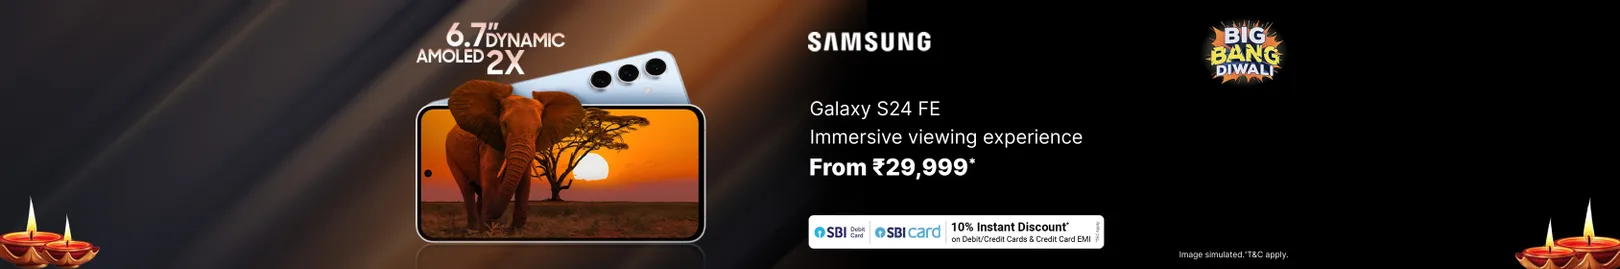 6.7" DYNAMIC
AMOLED 2X
SAMSUNG
Galaxy S24 FE
Immersive viewing experience
From ₹29,999*
SBI Debit Card
SBI card
10% Instant Discount*
on Debit/Credit Cards & Credit Card EMI
*T&C Apply
BIG
BANG
DIWALI
Image simulated.*T&C apply.